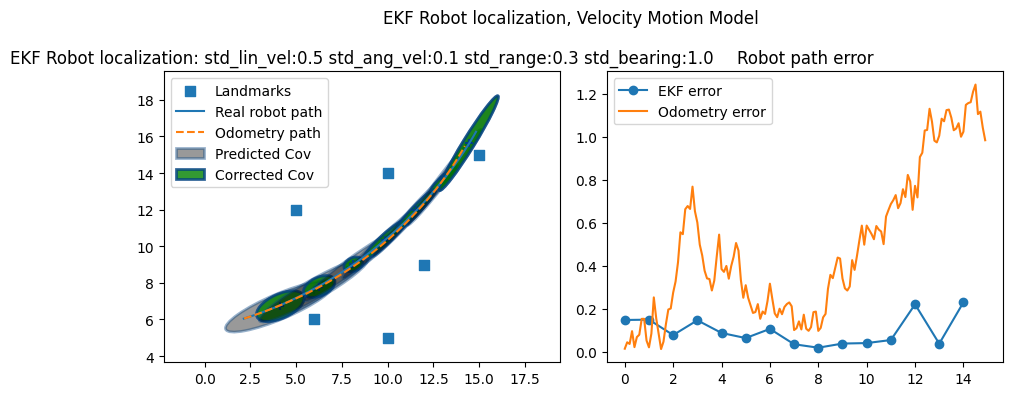 EKF Robot localization, Velocity Motion Model
EKF Robot localization: std_lin_vel:0.5 std_ang_vel:0.1 std_range:0.3 std_bearing:1.0
Landmarks
Real robot path
Odometry path
Predicted Cov
Corrected Cov
18
16
14
12
10
8
6
4
0.0 2.5 5.0 7.5 10.0 12.5 15.0 17.5
Robot path error
EKF error
Odometry error
1.2
1.0
0.8
0.6
0.4
0.2
0.0
0 2 4 6 8 10 12 14